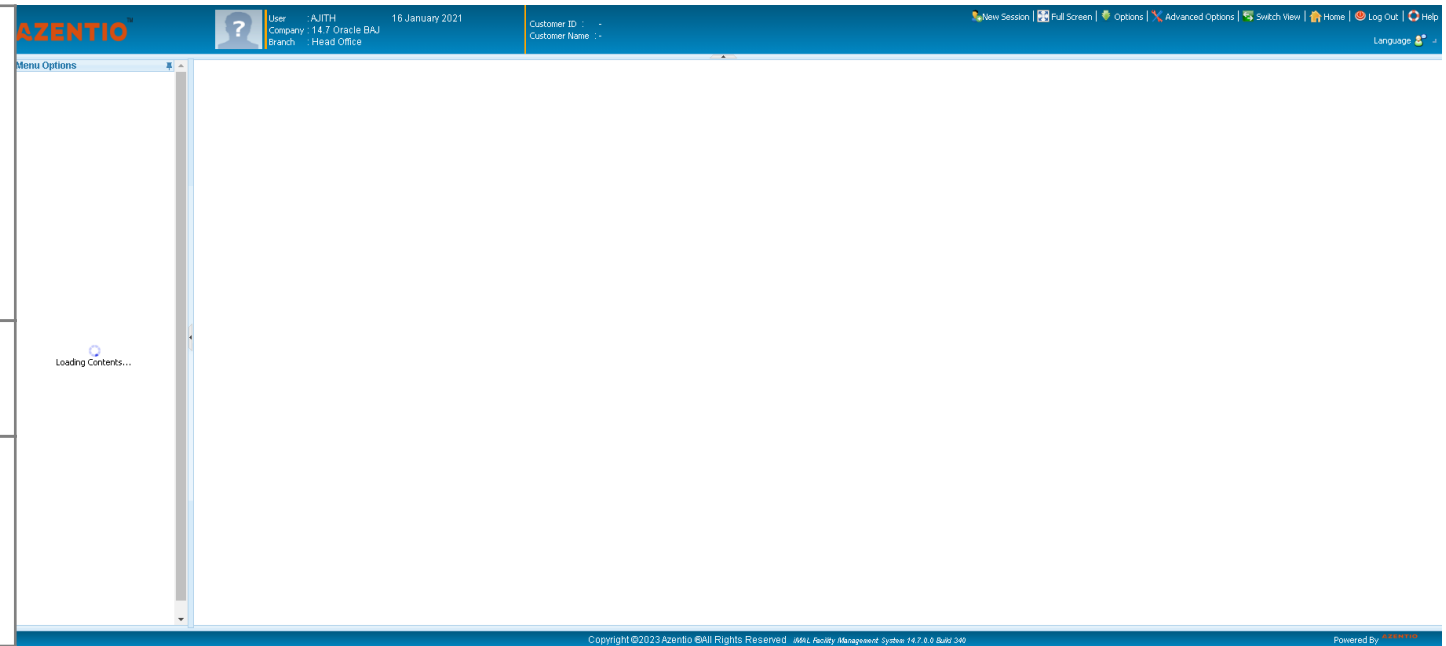 AZENTIO™
User : AJITH 16 January 2021
Company : 14.7 Oracle BAJ
Branch : Head Office
Customer ID : -
Customer Name : -
New Session | Full Screen | Options | Advanced Options | Switch View | Home | Log Out | Help
Language
Menu Options
?
Loading Contents...
Copyright ©2023 Azentio ®All Rights Reserved iMAL Facility Management System 14.7.0.0 Build 340
Powered By AZENTIO